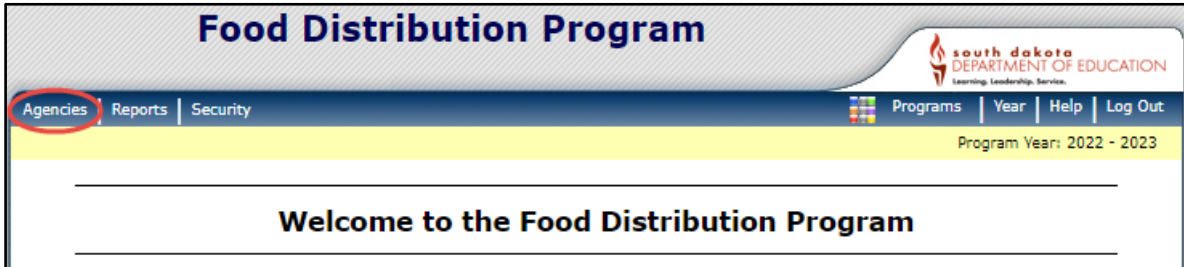 Food Distribution Program
south dakota
DEPARTMENT OF EDUCATION
Learning. Leadership. Service.
Agencies | Reports | Security Programs | Year | Help | Log Out
Program Year: 2022 - 2023
Welcome to the Food Distribution Program